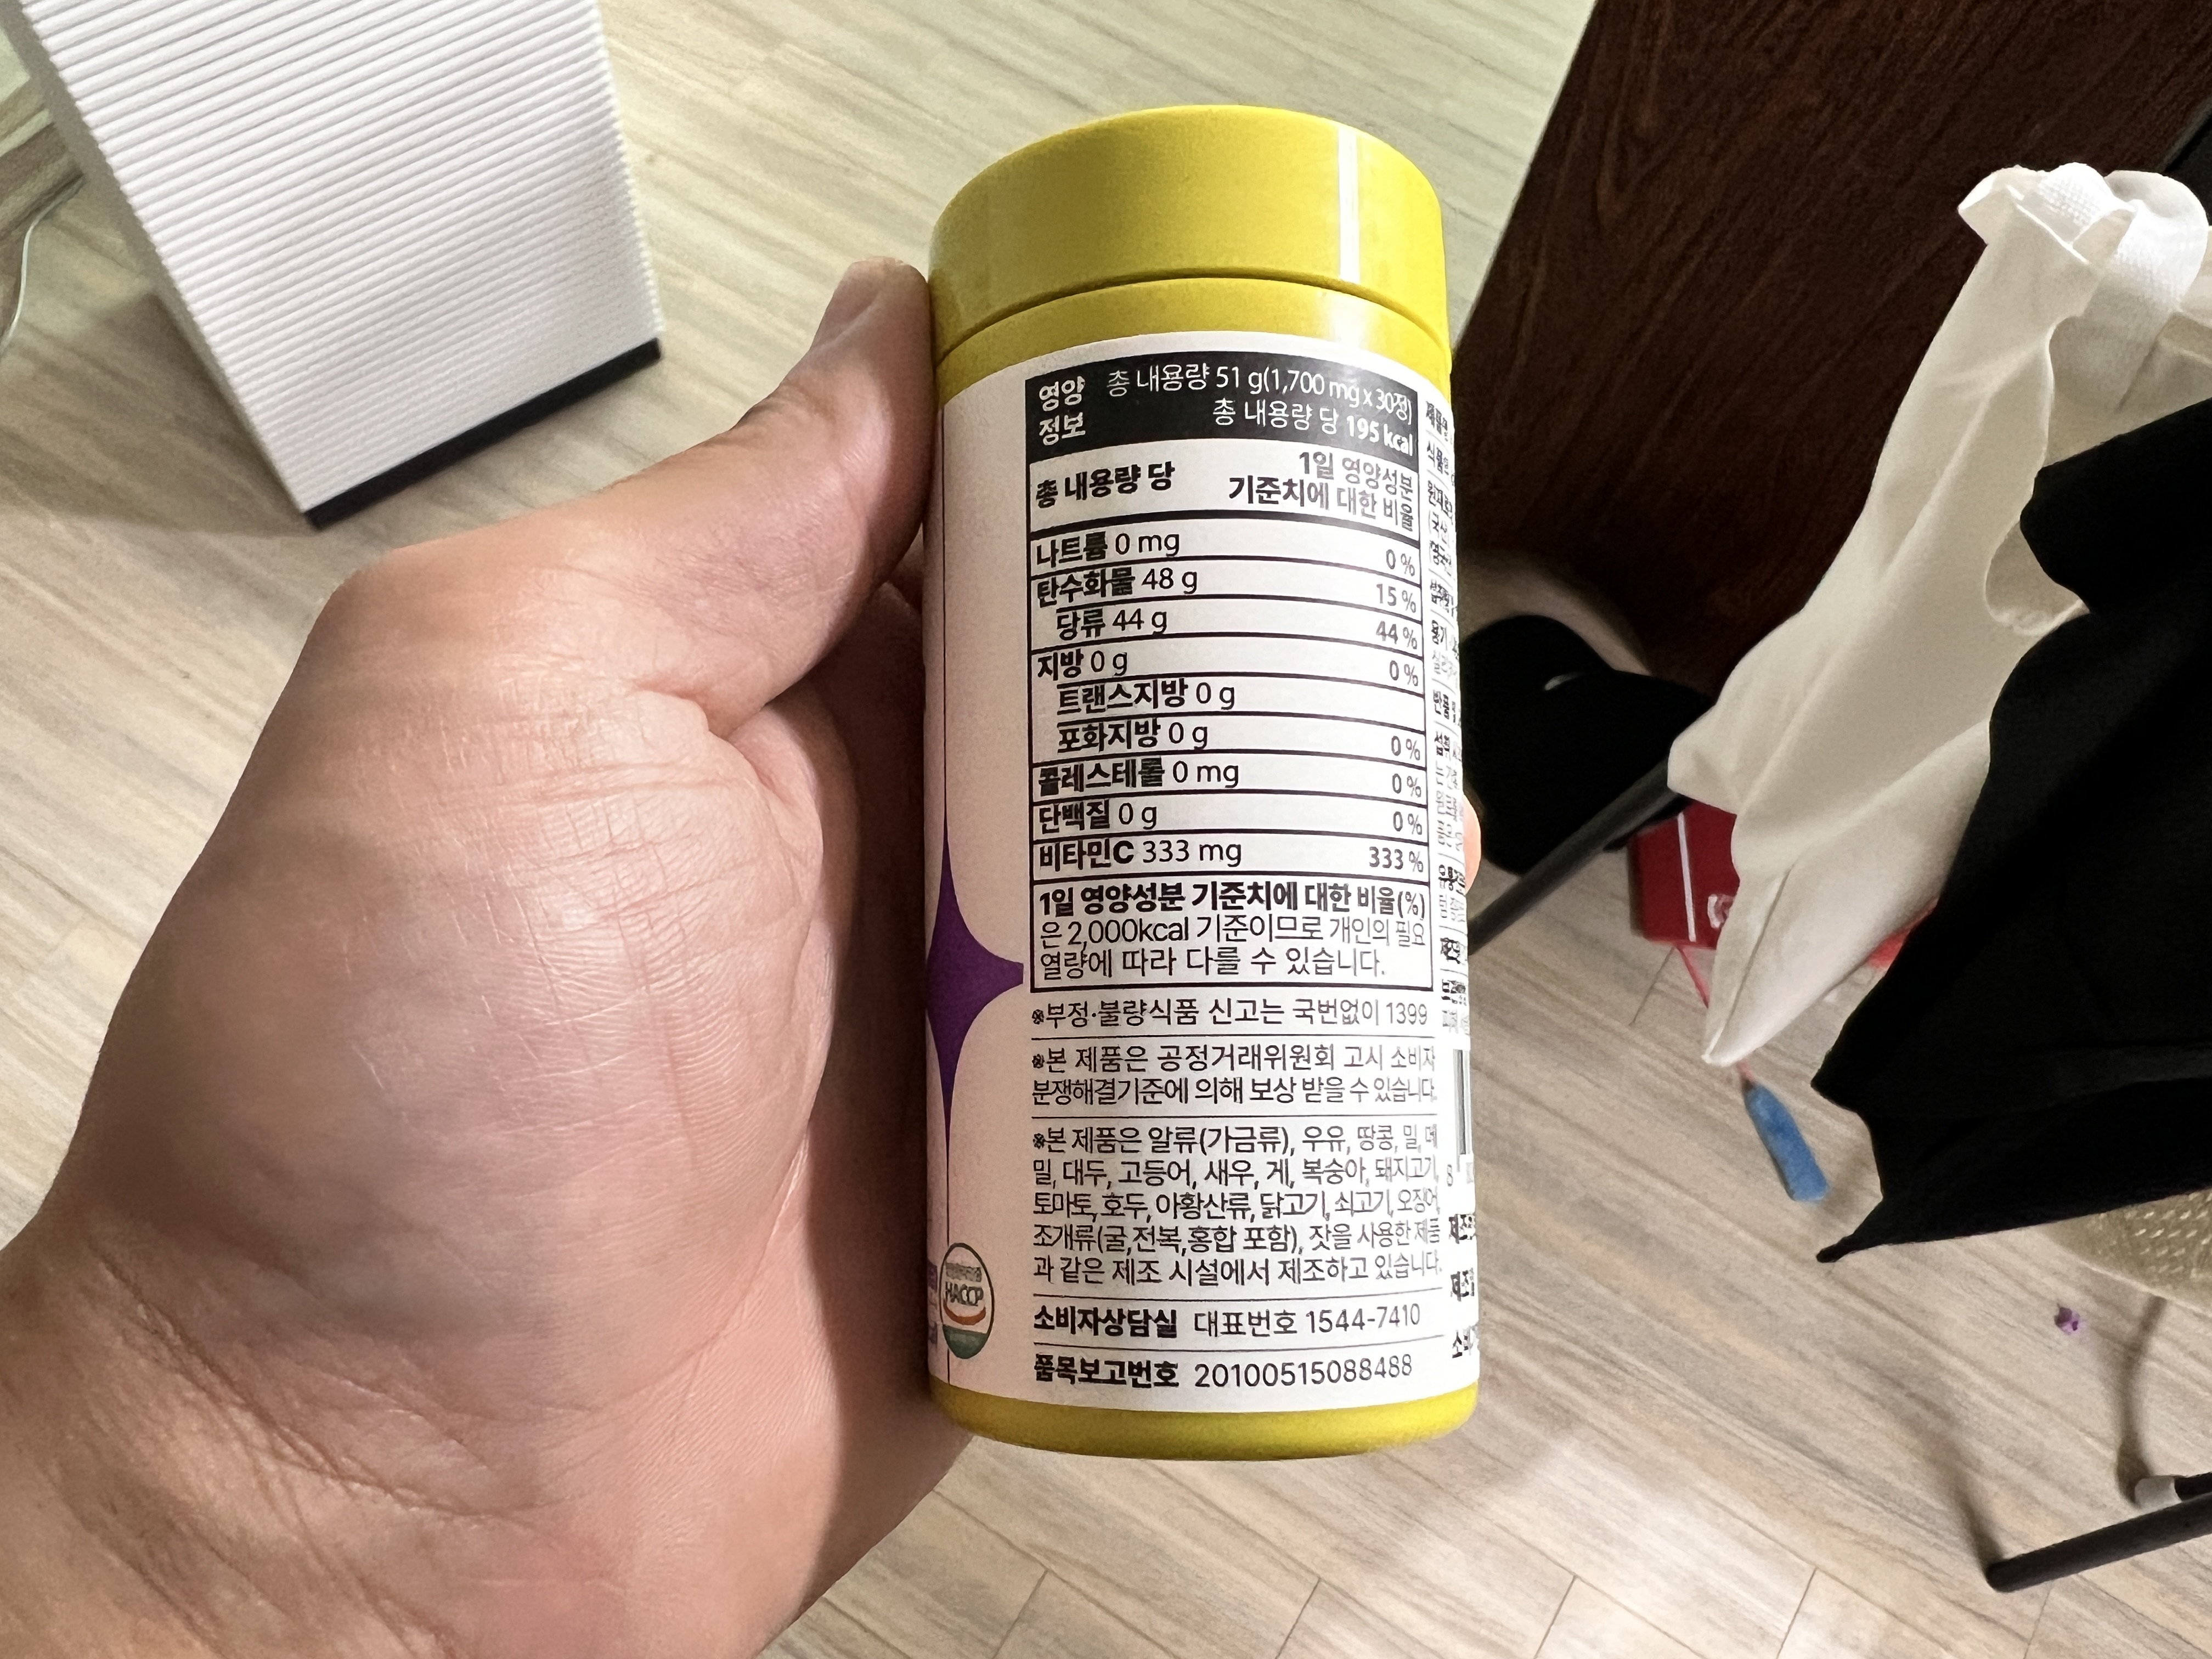 영양 총 내용량 51 g(1,700 mg x 30정)
정보 총 내용량 당 195 kcal
총 내용량 당 1일 영양성분
기준치에 대한 비율
나트륨 0 mg 0 %
탄수화물 48 g 15 %
당류 44 g 44 %
지방 0 g 0 %
트랜스지방 0 g
포화지방 0 g 0 %
콜레스테롤 0 mg 0 %
단백질 0 g 0 %
비타민C 333 mg 333 %
1일 영양성분 기준치에 대한 비율(%)
은 2,000kcal 기준이므로 개인의 필요
열량에 따라 다를 수 있습니다.
※부정·불량식품 신고는 국번없이 1399
※본 제품은 공정거래위원회 고시 소비자
분쟁해결기준에 의해 보상 받을 수 있습니다.
※본 제품은 알류(가금류), 우유, 땅콩, 밀, 메
밀, 대두, 고등어, 새우, 게, 복숭아, 돼지고기,
토마토, 호두, 아황산류, 닭고기, 쇠고기, 오징어,
조개류(굴,전복,홍합 포함), 잣을 사용한 제품
과 같은 제조 시설에서 제조하고 있습니다.
소비자상담실 대표번호 1544-7410
품목보고번호 20100515088488
HACCP